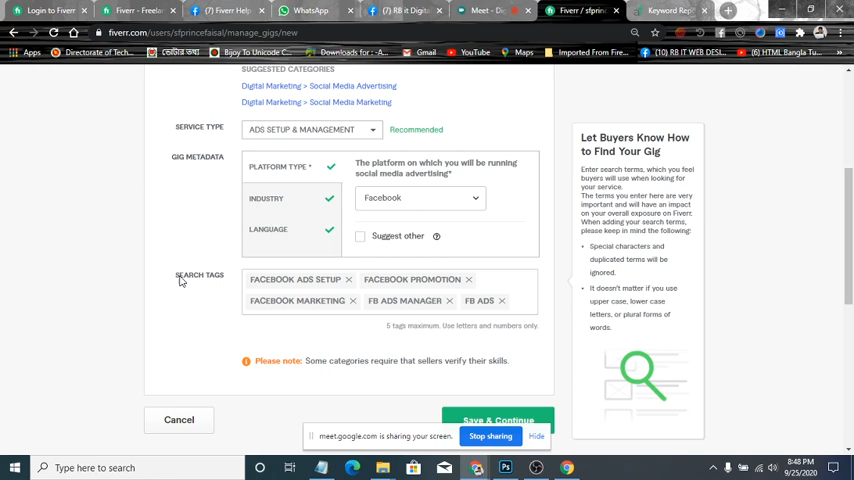 Login to Fiverr
Fiverr - Freelan
(7) Fiverr Help
WhatsApp
(7) RB it Digita
Meet -
Fiverr / sfprinc
Keyword Rep
fiverr.com/users/sfprincefaisal/manage_gigs/new
Apps
Directorate of Tech...
ভোটার তথ্য
Bijoy To Unicode C...
Downloads for : -A...
Gmail
YouTube
Maps
Imported From Fire...
(10) RB IT WEB DESI...
(6) HTML Bangla Tu...
SUGGESTED CATEGORIES
Digital Marketing > Social Media Advertising
Digital Marketing > Social Media Marketing
SERVICE TYPE
ADS SETUP & MANAGEMENT
Recommended
GIG METADATA
PLATFORM TYPE *
INDUSTRY
LANGUAGE
The platform on which you will be running
social media advertising*
Facebook
Suggest other
SEARCH TAGS
FACEBOOK ADS SETUP
FACEBOOK PROMOTION
FACEBOOK MARKETING
FB ADS MANAGER
FB ADS
5 tags maximum. Use letters and numbers only.
Please note: Some categories require that sellers verify their skills.
Cancel
Save & Continue
Let Buyers Know How
to Find Your Gig
Enter search terms, which you feel
buyers will use when looking for
your service.
The terms you enter here are very
important and will have an impact
on your overall exposure on Fiverr.
When adding your search terms,
please keep in mind the following:
Special characters and
duplicated terms will be
ignored.
It doesn't matter if you use
upper case, lower case
letters, or plural forms of
words.
meet.google.com is sharing your screen.
Stop sharing
Hide
Type here to search
8:48 PM
9/25/2020